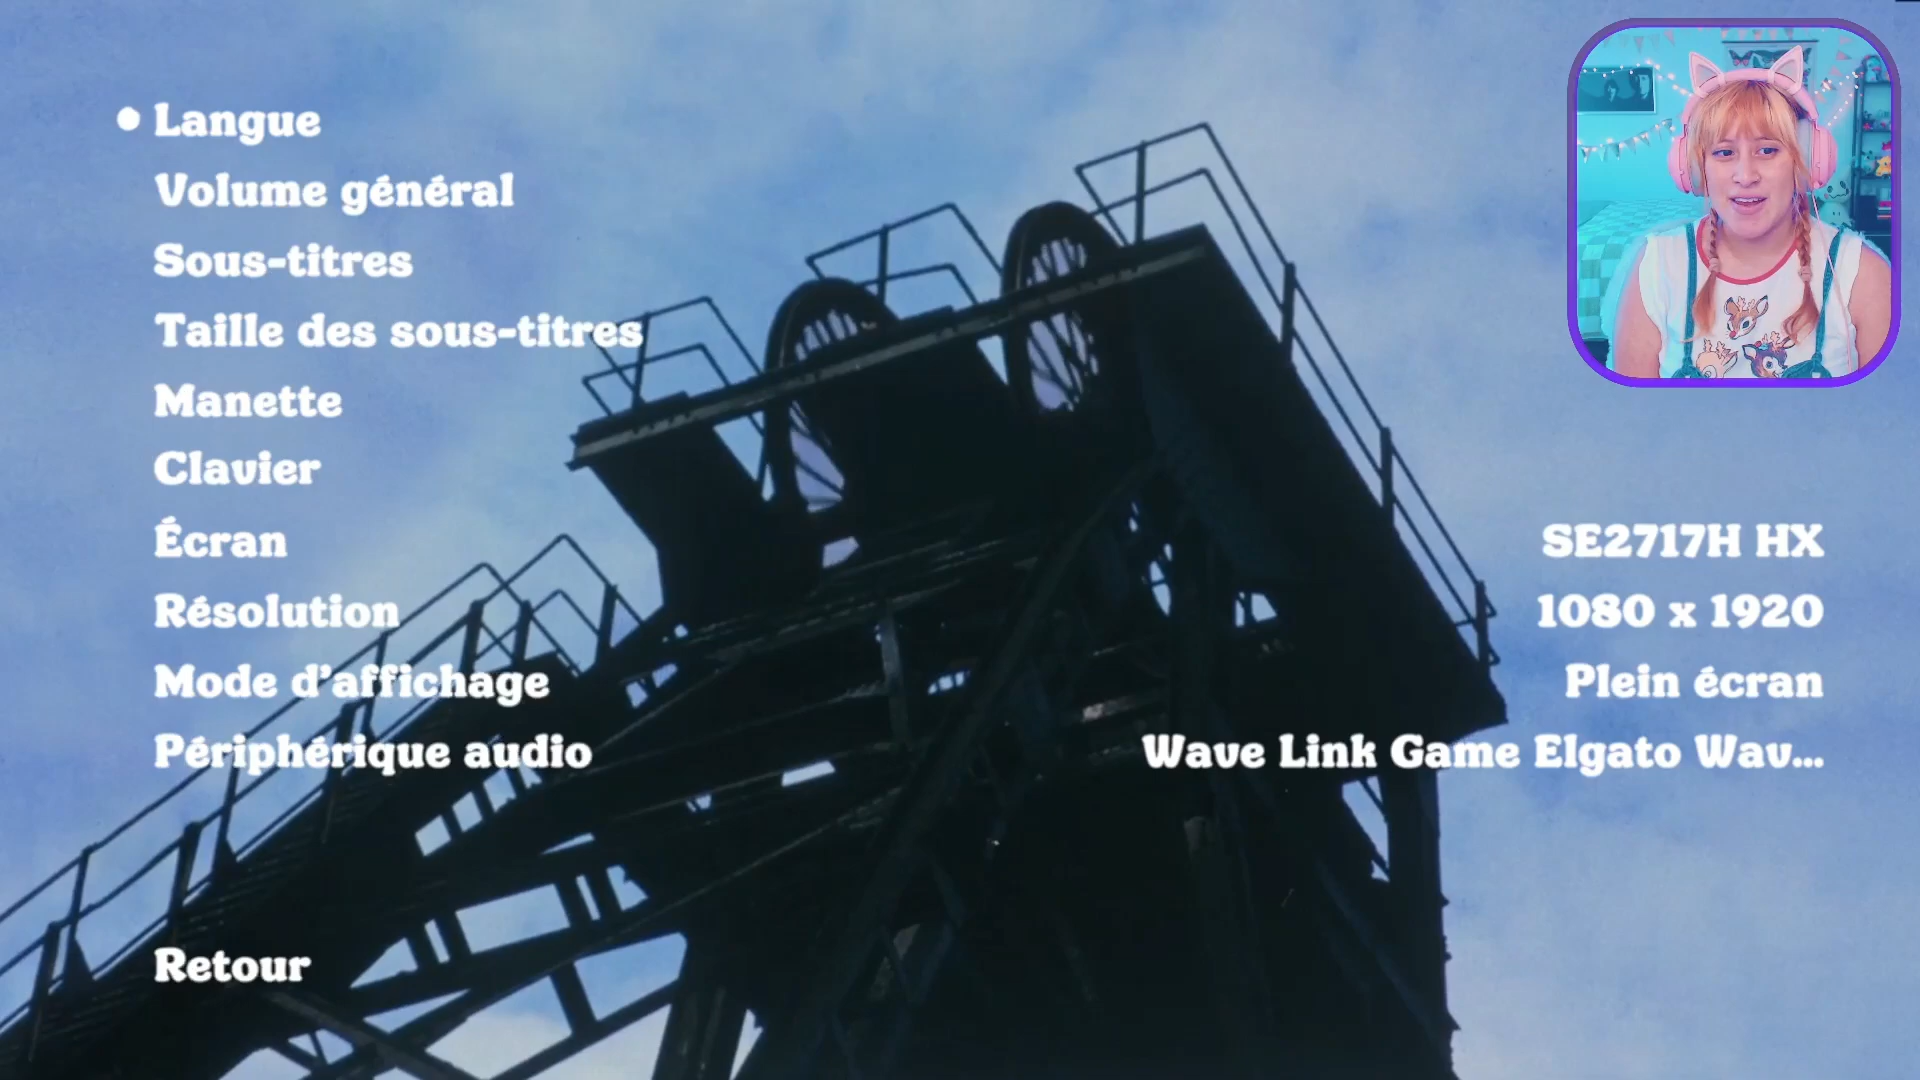 Langue
Volume général
Sous-titres
Taille des sous-titres
Manette
Clavier
Écran SE2717H HX
Résolution 1080 x 1920
Mode d'affichage Plein écran
Périphérique audio Wave Link Game Elgato Wav...
Retour